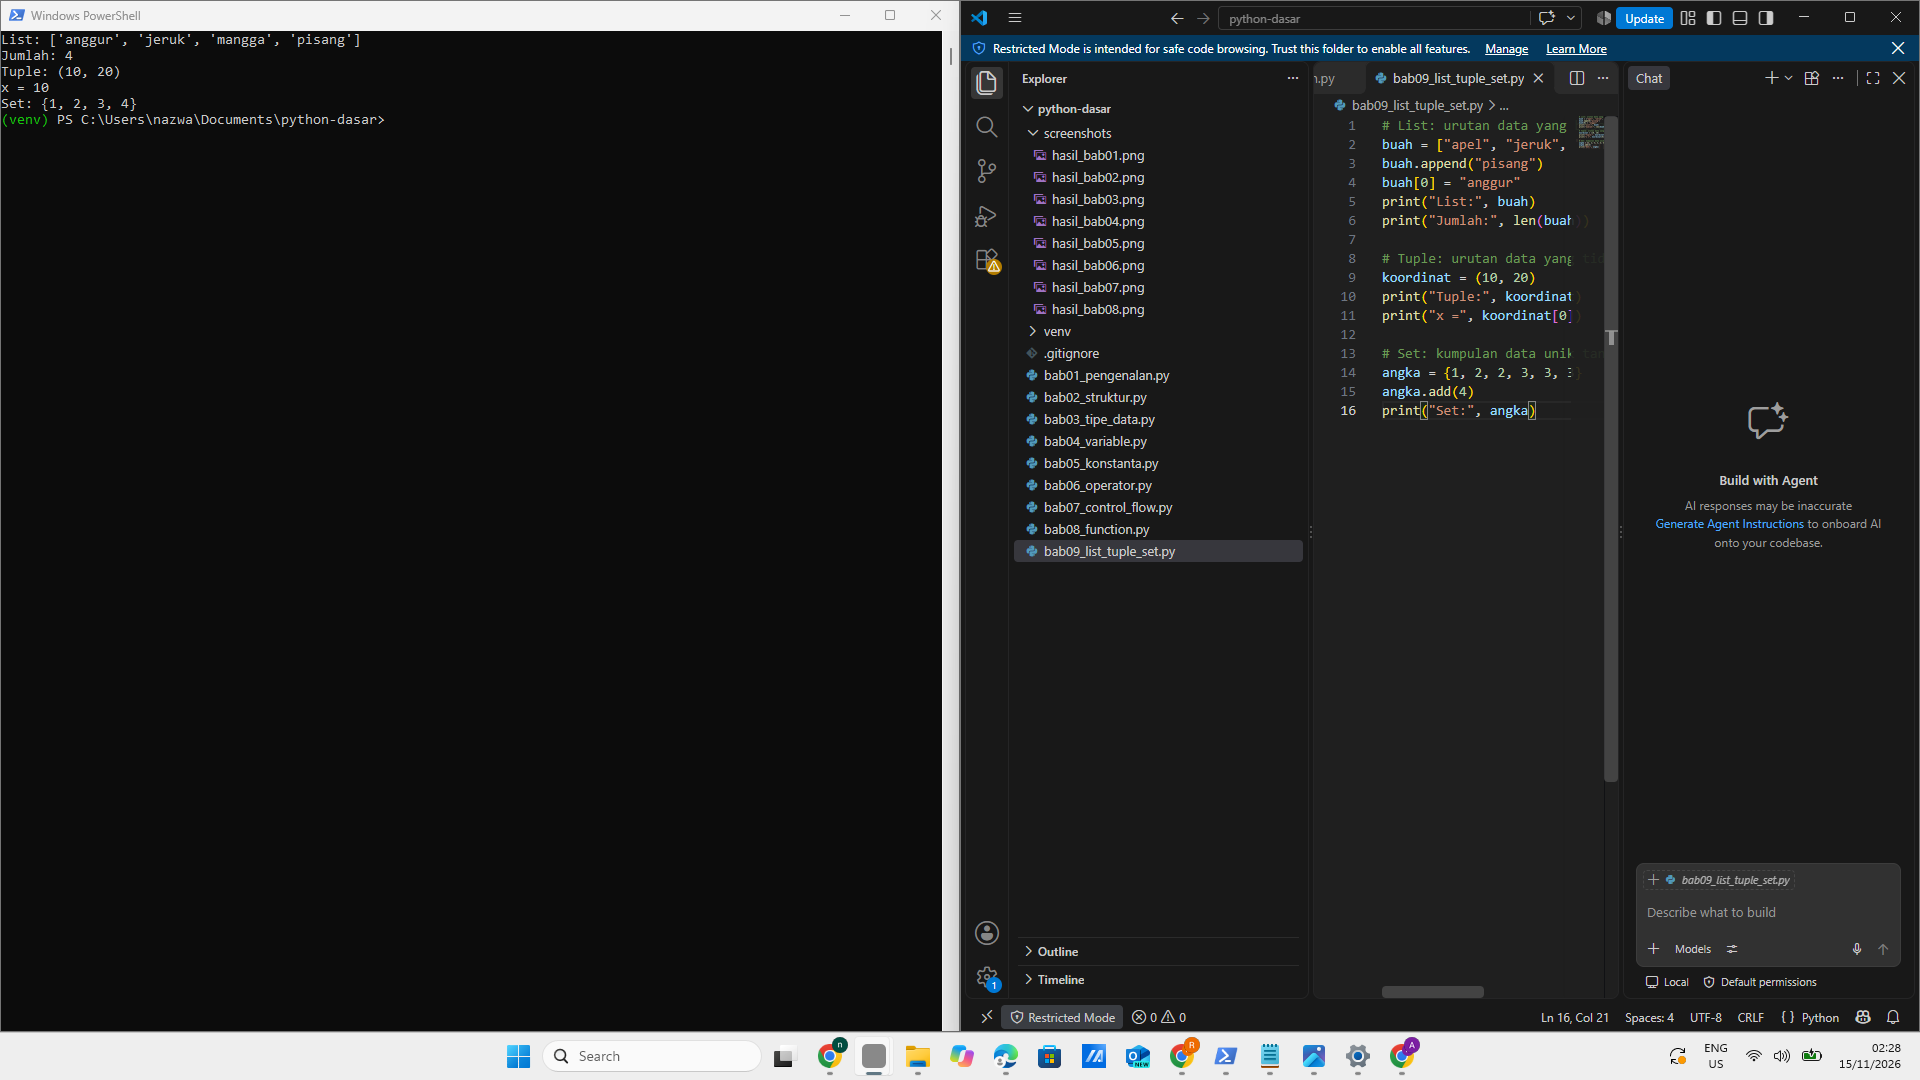 Windows PowerShell
List: ['anggur', 'jeruk', 'mangga', 'pisang']
Jumlah: 4
Tuple: (10, 20)
x = 10
Set: {1, 2, 3, 4}
(venv) PS C:\Users\nazwa\Documents\python-dasar>
python-dasar
Update
Restricted Mode is intended for safe code browsing. Trust this folder to enable all features. Manage Learn More
Explorer
python-dasar
screenshots
hasil_bab01.png
hasil_bab02.png
hasil_bab03.png
hasil_bab04.png
hasil_bab05.png
hasil_bab06.png
hasil_bab07.png
hasil_bab08.png
venv
.gitignore
bab01_pengenalan.py
bab02_struktur.py
bab03_tipe_data.py
bab04_variable.py
bab05_konstanta.py
bab06_operator.py
bab07_control_flow.py
bab08_function.py
bab09_list_tuple_set.py
Outline
Timeline
n.py
bab09_list_tuple_set.py
bab09_list_tuple_set.py > ...
1 # List: urutan data yang
2 buah = ["apel", "jeruk",
3 buah.append("pisang")
4 buah[0] = "anggur"
5 print("List:", buah)
6 print("Jumlah:", len(buah))
7
8 # Tuple: urutan data yang
9 koordinat = (10, 20)
10 print("Tuple:", koordinat)
11 print("x =", koordinat[0])
12
13 # Set: kumpulan data unik
14 angka = {1, 2, 2, 3, 3, 3}
15 angka.add(4)
16 print("Set:", angka)
Chat
Build with Agent
AI responses may be inaccurate
Generate Agent Instructions to onboard AI
onto your codebase.
bab09_list_tuple_set.py
Describe what to build
Models
Local
Default permissions
Restricted Mode
0 0
Ln 16, Col 21
Spaces: 4
UTF-8
CRLF
{ } Python
1
Search
n
NEW
R
A
ENG
US
02:28
15/11/2026